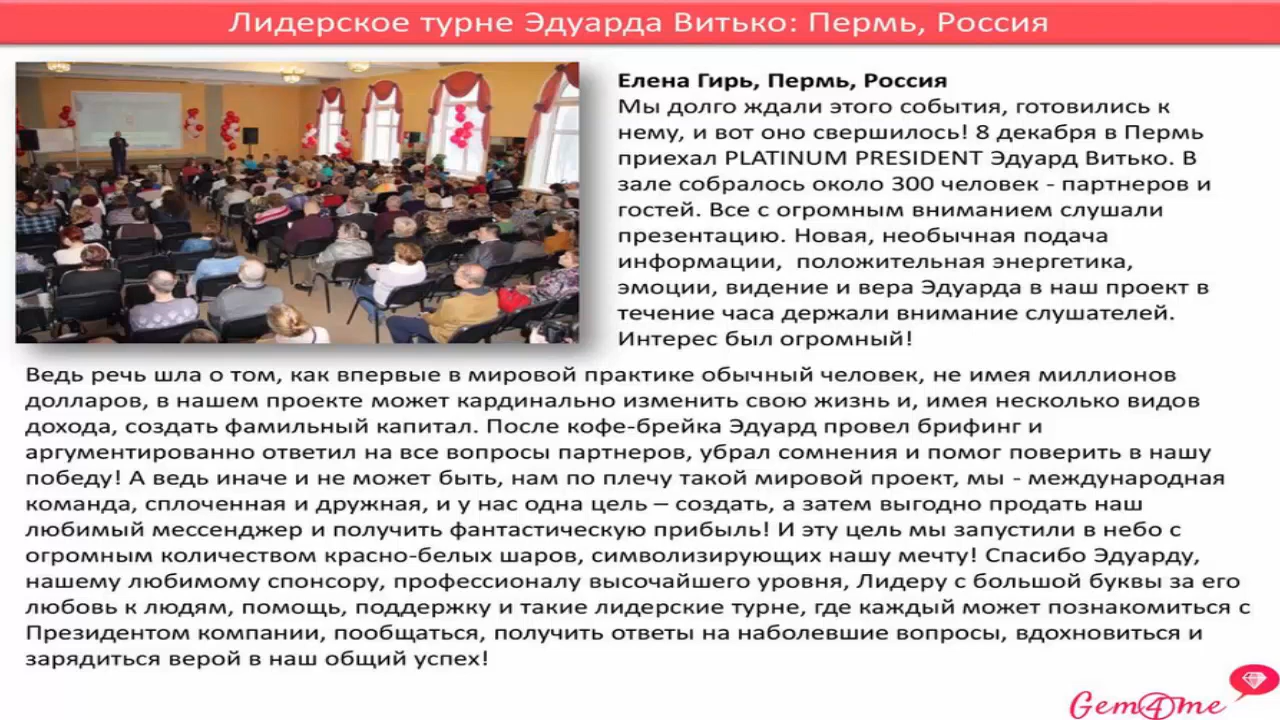 Лидерское турне Эдуарда Витько: Пермь, Россия
Елена Гирь, Пермь, Россия
Мы долго ждали этого события, готовились к
нему, и вот оно свершилось! 8 декабря в Пермь
приехал PLATINUM PRESIDENT Эдуард Витько. В
зале собралось около 300 человек - партнеров и
гостей. Все с огромным вниманием слушали
презентацию. Новая, необычная подача
информации,  положительная энергетика,
эмоции, видение и вера Эдуарда в наш проект в
течение часа держали внимание слушателей.
Интерес был огромный!
Ведь речь шла о том, как впервые в мировой практике обычный человек, не имея миллионов
долларов, в нашем проекте может кардинально изменить свою жизнь и, имея несколько видов
дохода, создать фамильный капитал. После кофе-брейка Эдуард провел брифинг и
аргументированно ответил на все вопросы партнеров, убрал сомнения и помог поверить в нашу
победу! А ведь иначе и не может быть, нам по плечу такой мировой проект, мы - международная
команда, сплоченная и дружная, и у нас одна цель – создать, а затем выгодно продать наш
любимый мессенджер и получить фантастическую прибыль! И эту цель мы запустили в небо с
огромным количеством красно-белых шаров, символизирующих нашу мечту! Спасибо Эдуарду,
нашему любимому спонсору, профессионалу высочайшего уровня, Лидеру с большой буквы за его
любовь к людям, помощь, поддержку и такие лидерские турне, где каждый может познакомиться с
Президентом компании, пообщаться, получить ответы на наболевшие вопросы, вдохновиться и
зарядиться верой в наш общий успех!
Gem4me